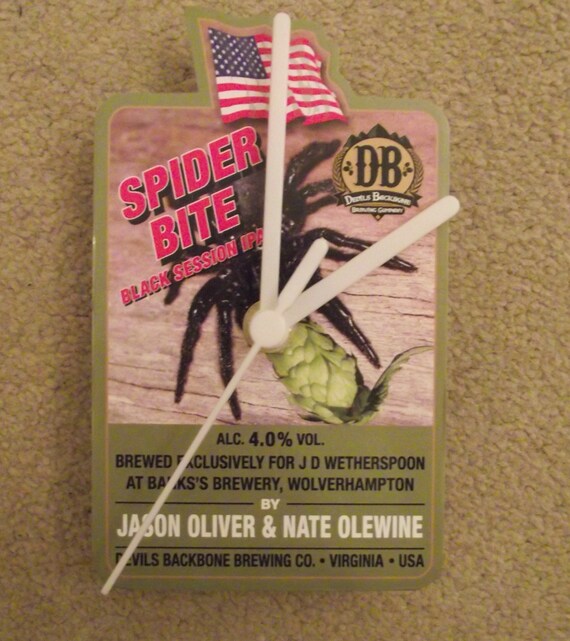 SPIDER
BITE
BLACK SESSION IPA
DB
DEVILS BACKBONE
BREWING COMPANY
ALC. 4.0% VOL.
BREWED EXCLUSIVELY FOR J D WETHERSPOON
AT BANKS'S BREWERY, WOLVERHAMPTON
BY
JASON OLIVER & NATE OLEWINE
DEVILS BACKBONE BREWING CO. • VIRGINIA • USA